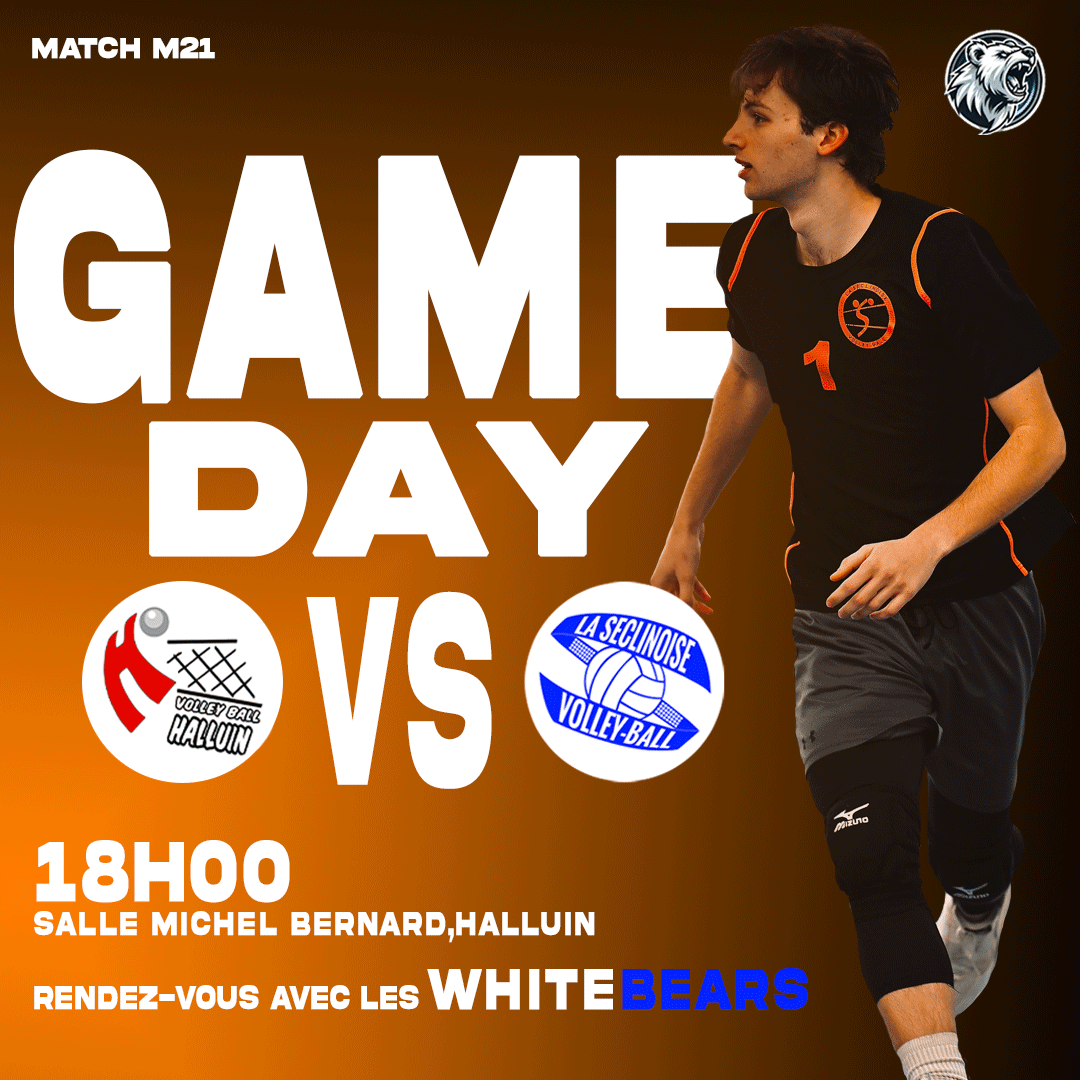 MATCH M21
GAME
DAY
VS
VOLLEY BALL
HALLUIN
LA SECLINOISE
VOLLEY-BALL
1
MIZUNO
18H00
SALLE MICHEL BERNARD,HALLUIN
RENDEZ-VOUS AVEC LES WHITEBEARS